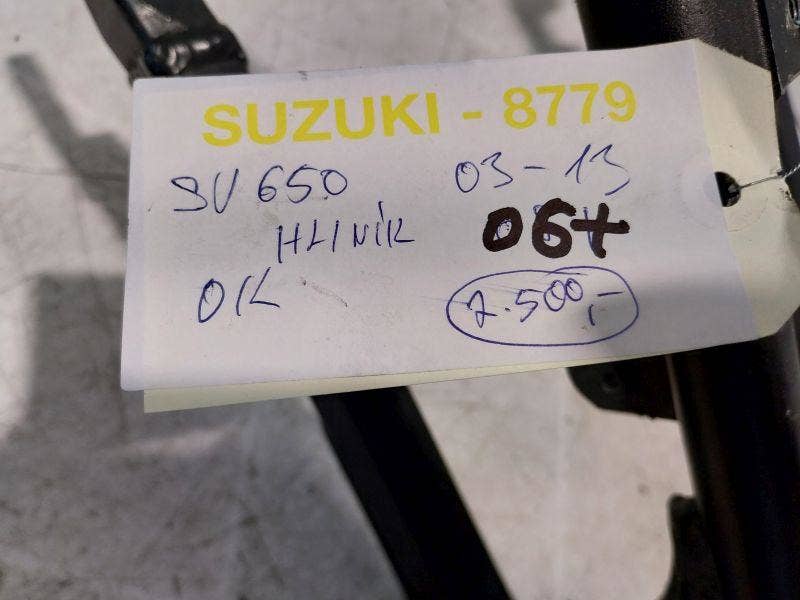 SUZUKI - 8779
SV 650 03-13
HLINÍK 06+
OK 2.500,-